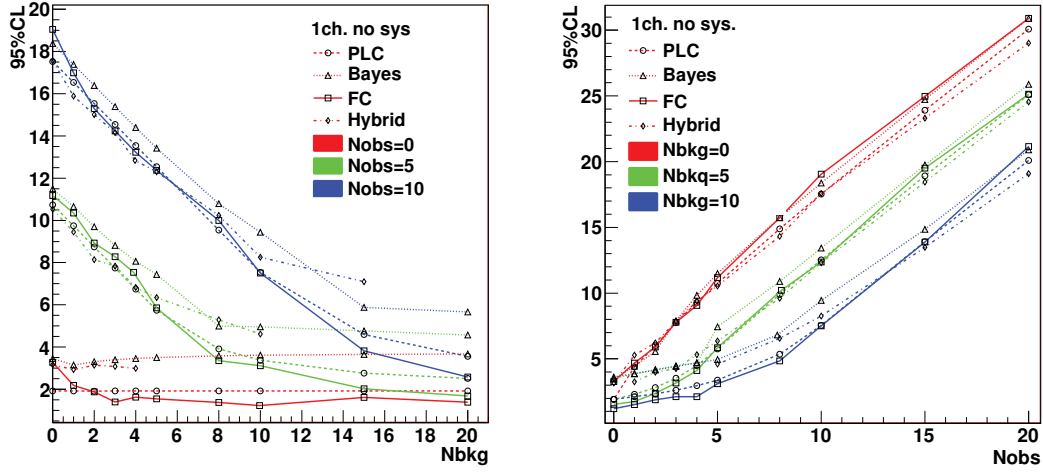 95%CL
20
18
16
14
12
10
8
6
4
2
1ch. no sys
PLC
Bayes
FC
Hybrid
Nobs=0
Nobs=5
Nobs=10
0 2 4 6 8 10 12 14 16 18 20
Nbkg
95%CL
30
25
20
15
10
5
1ch. no sys.
PLC
Bayes
FC
Hybrid
Nbkg=0
Nbkq=5
Nbkg=10
0 5 10 15 20
Nobs